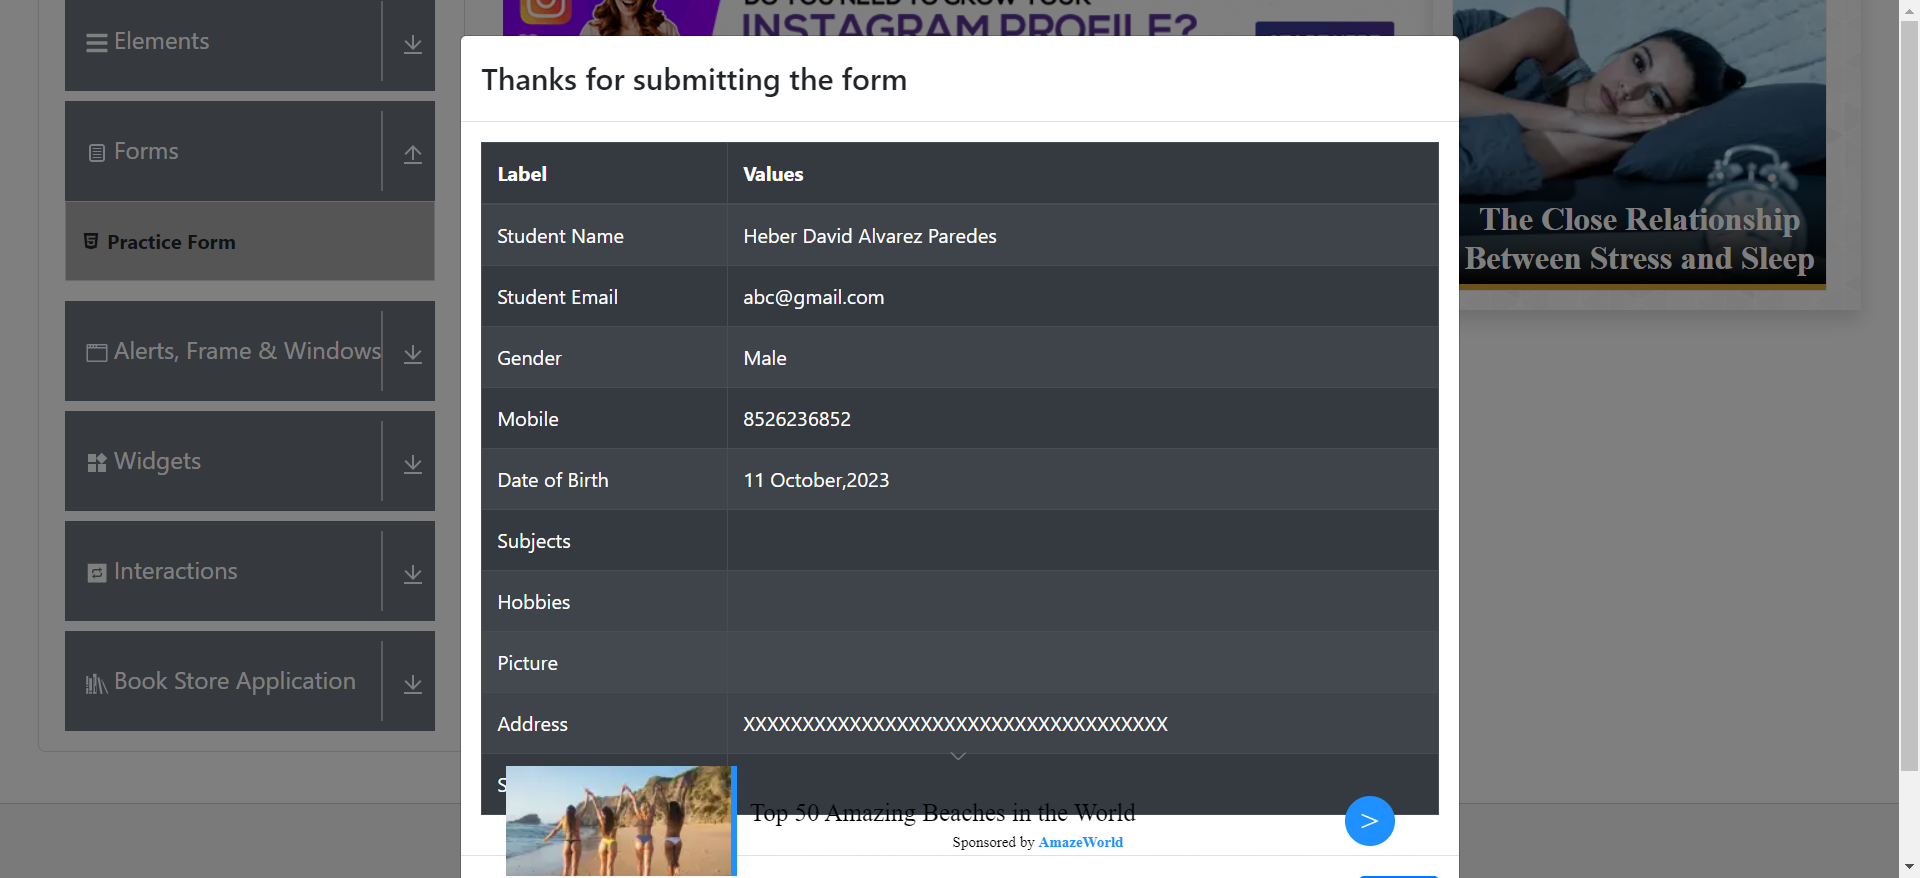 Elements
Forms
Practice Form
Alerts, Frame & Windows
Widgets
Interactions
Book Store Application
INSTAGRAM PROFILE?
Thanks for submitting the form
Label Values
Student Name Heber David Alvarez Paredes
Student Email abc@gmail.com
Gender Male
Mobile 8526236852
Date of Birth 11 October,2023
Subjects
Hobbies
Picture
Address XXXXXXXXXXXXXXXXXXXXXXXXXXXXXXXXXXXX
S
Top 50 Amazing Beaches in the World
Sponsored by AmazeWorld
>
The Close Relationship
Between Stress and Sleep